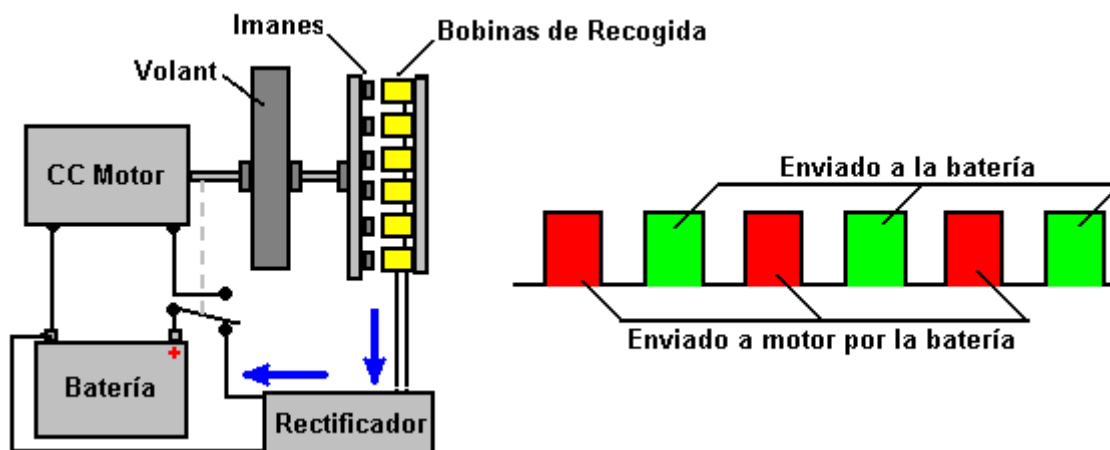 Imanes
Bobinas de Recogida
Volant
CC Motor
Enviado a la batería
Enviado a motor por la batería
+
Batería
Rectificador